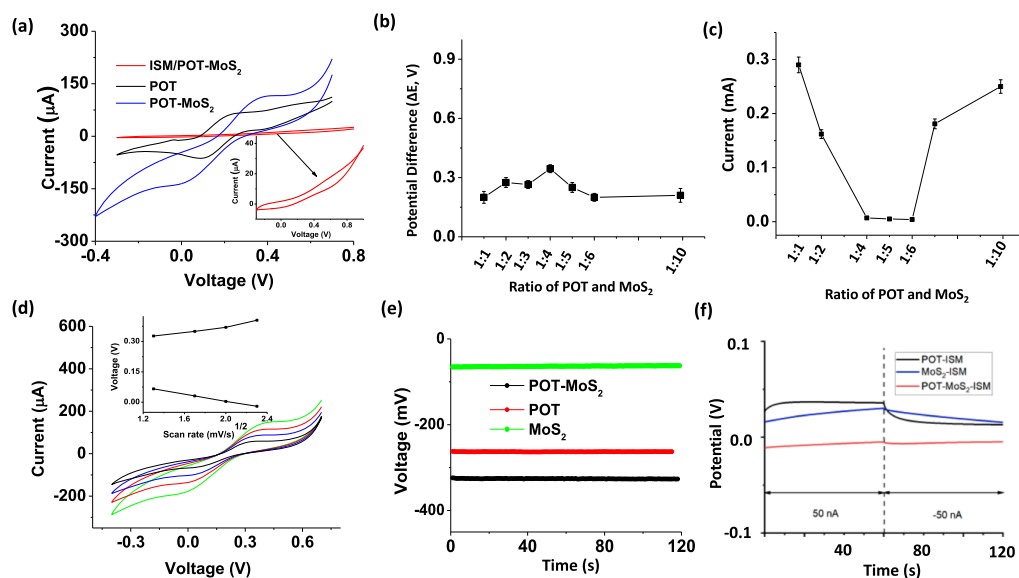 (a)
300
150
0
-150
-300
Current (µA)
-0.4
0.0
0.4
0.8
Voltage (V)
ISM/POT-MoS2
POT
POT-MoS2
40
20
0
Current (µA)
0.0
0.4
0.8
Voltage (V)
(b)
0.9
0.6
0.3
0.0
Potential Difference (ΔE, V)
1:1
1:2
1:3
1:4
1:5
1:6
1:10
Ratio of POT and MoS2
(c)
0.3
0.2
0.1
0.0
Current (mA)
1:1
1:2
1:4
1:6
1:10
Ratio of POT and MoS2
(d)
600
400
200
0
-200
Current (µA)
-0.3
0.0
0.3
0.6
Voltage (V)
0.30
0.15
0.00
Voltage (V)
1.2
1.6
2.0
2.4
Scan rate (mV/s) 1/2
(e)
0
-150
-300
-450
Voltage (mV)
0
40
80
120
Time (s)
POT-MoS2
POT
MoS2
(f)
0.1
0.0
-0.1
Potential (V)
60
80
120
Time (s)
POT-ISM
MoS2-ISM
POT-MoS2-ISM
50 nA
-50 nA